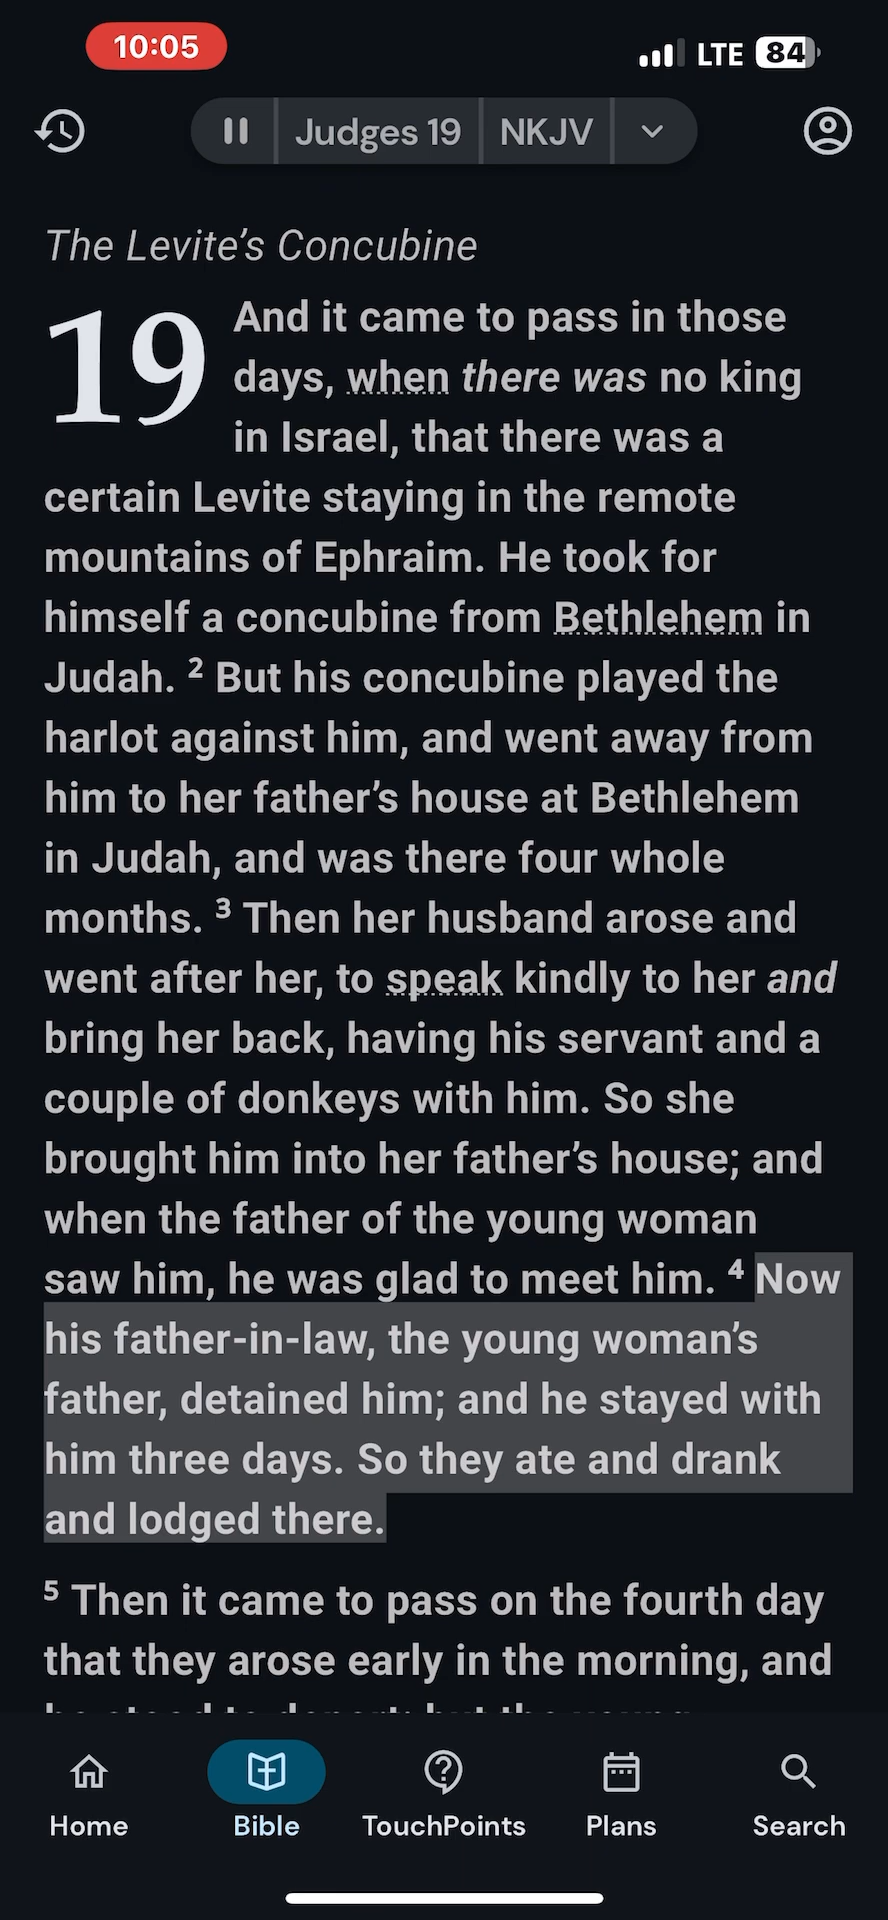 10:05
LTE 84
Judges 19 NKJV
The Levite’s Concubine
19 And it came to pass in those
days, when there was no king
in Israel, that there was a
certain Levite staying in the remote
mountains of Ephraim. He took for
himself a concubine from Bethlehem in
Judah. 2 But his concubine played the
harlot against him, and went away from
him to her father’s house at Bethlehem
in Judah, and was there four whole
months. 3 Then her husband arose and
went after her, to speak kindly to her and
bring her back, having his servant and a
couple of donkeys with him. So she
brought him into her father’s house; and
when the father of the young woman
saw him, he was glad to meet him. 4 Now
his father-in-law, the young woman’s
father, detained him; and he stayed with
him three days. So they ate and drank
and lodged there.
5 Then it came to pass on the fourth day
that they arose early in the morning, and
he stood to depart; but the young
Home Bible TouchPoints Plans Search